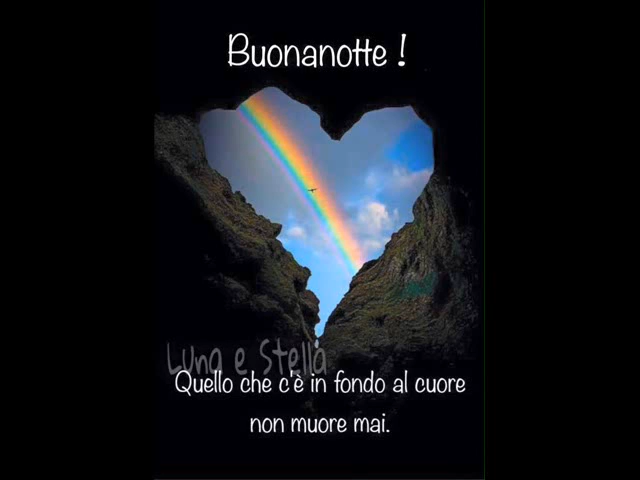 Buonanotte !
Luna e Stella
Quello che c'è in fondo al cuore
non muore mai.